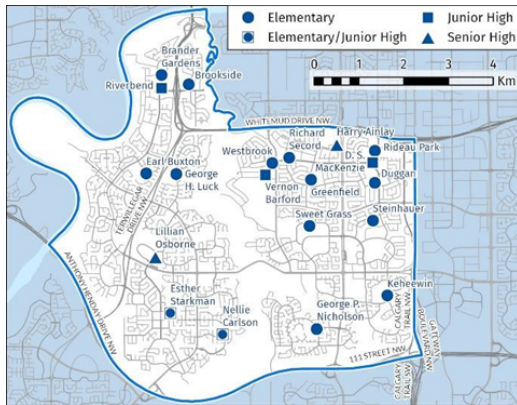 Elementary
Junior High
Elementary/Junior High
Senior High
0
1
2
3
4
Km
Brander
Gardens
Riverbend
Brookside
WHITEMUD DRIVE NW
Richard
Secord
Harry Ainlay
Westbrook
D. S.
MacKenzie
Rideau Park
Earl Buxton
George
H. Luck
Vernon
Barford
Greenfield
Duggan
TERWILLEGAR
DRIVE NW
Sweet Grass
Steinhauer
Lillian
Osborne
ANTHONY HENDAY DRIVE NW
Esther
Starkman
Nellie
Carlson
George P.
Nicholson
Keheewin
CALGARY
TRAIL NW
GATEWAY
BOULEVARD NW
111 STREET NW
CALGARY
TRAIL SW